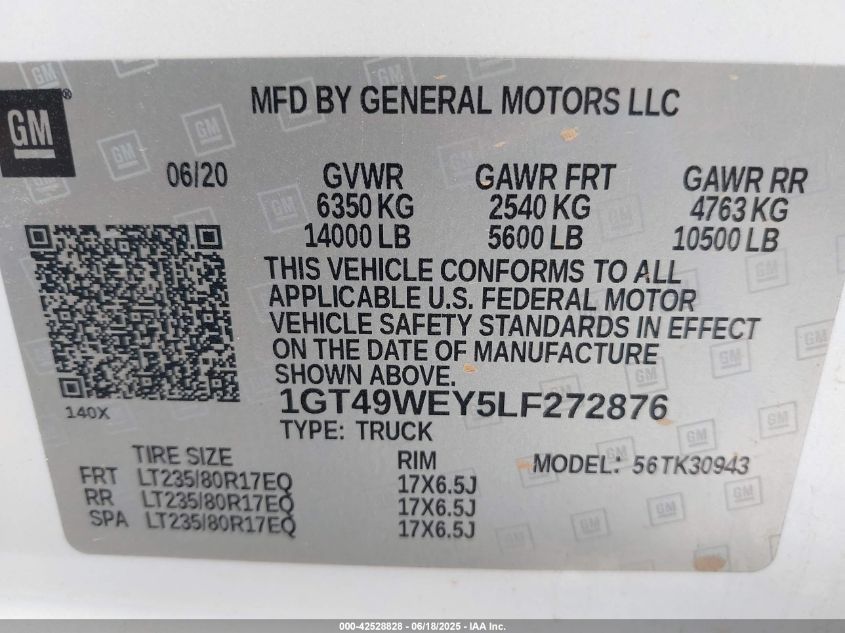 GM ®
MFD BY GENERAL MOTORS LLC
06/20 GVWR GAWR FRT GAWR RR
6350 KG 2540 KG 4763 KG
14000 LB 5600 LB 10500 LB
THIS VEHICLE CONFORMS TO ALL
APPLICABLE U.S. FEDERAL MOTOR
VEHICLE SAFETY STANDARDS IN EFFECT
ON THE DATE OF MANUFACTURE
SHOWN ABOVE.
140X
1GT49WEY5LF272876
TYPE: TRUCK
TIRE SIZE RIM MODEL: 56TK30943
FRT LT235/80R17EQ 17X6.5J
RR LT235/80R17EQ 17X6.5J
SPA LT235/80R17EQ 17X6.5J
000-42528828 - 06/18/2025 - IAA Inc.